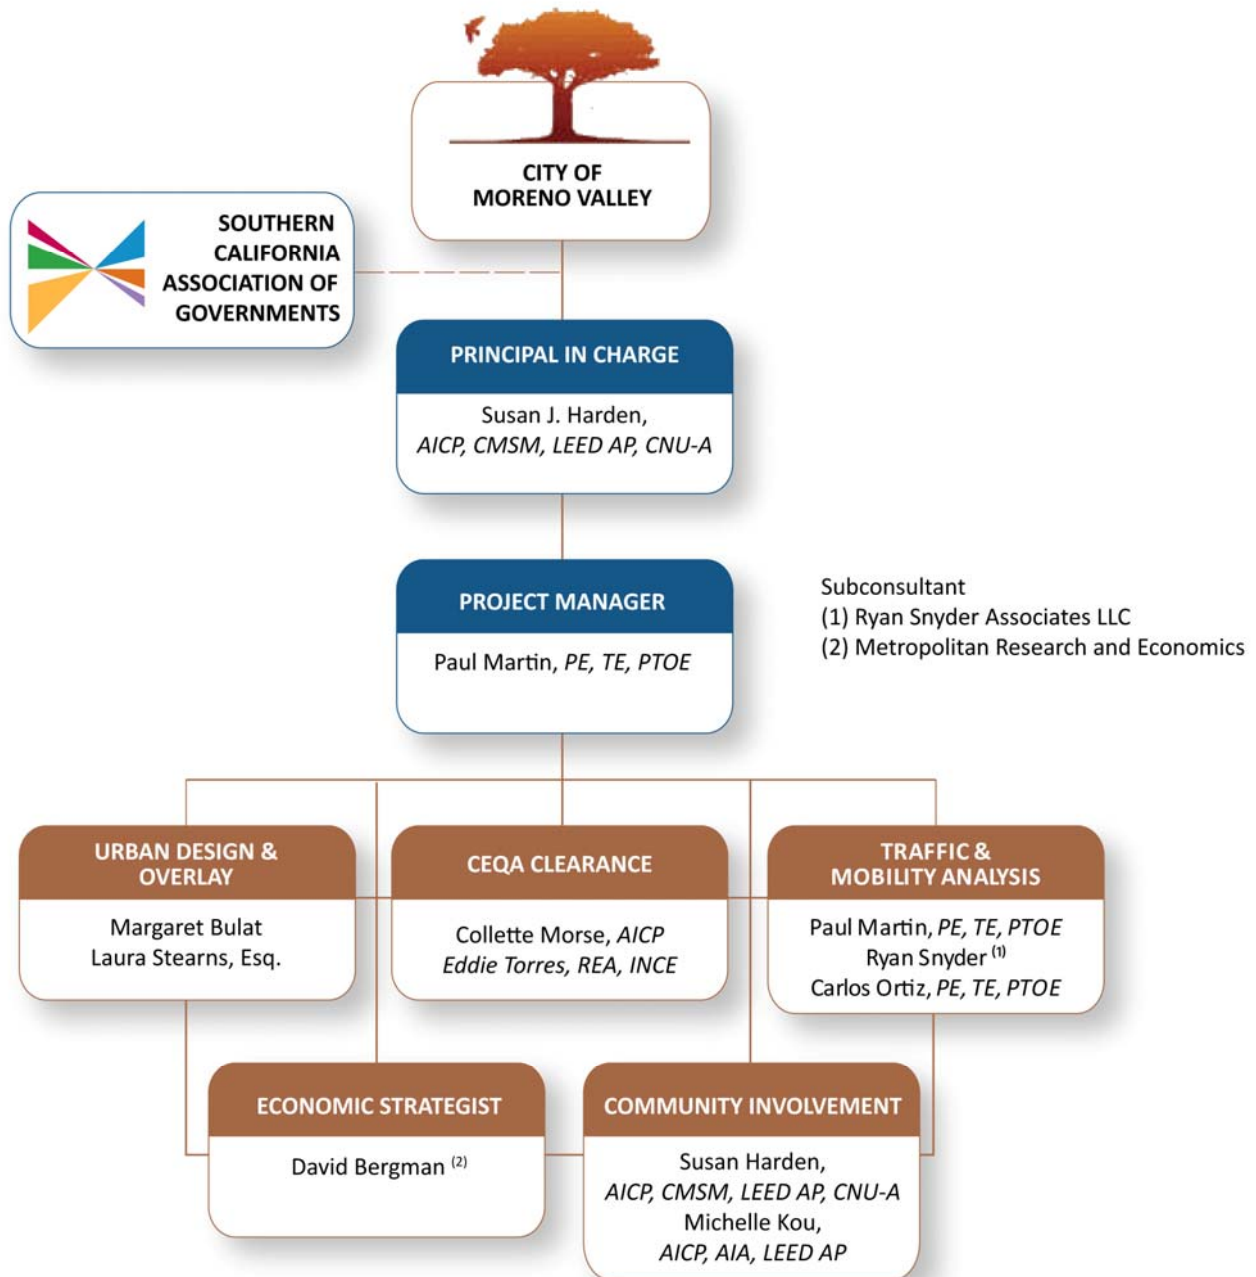 CITY OF
MORENO VALLEY
SOUTHERN
CALIFORNIA
ASSOCIATION OF
GOVERNMENTS
PRINCIPAL IN CHARGE
Susan J. Harden,
AICP, CMSM, LEED AP, CNU-A
PROJECT MANAGER
Paul Martin, PE, TE, PTOE
Subconsultant
(1) Ryan Snyder Associates LLC
(2) Metropolitan Research and Economics
URBAN DESIGN &
OVERLAY
Margaret Bulat
Laura Stearns, Esq.
CEQA CLEARANCE
Collette Morse, AICP
Eddie Torres, REA, INCE
TRAFFIC &
MOBILITY ANALYSIS
Paul Martin, PE, TE, PTOE
Ryan Snyder (1)
Carlos Ortiz, PE, TE, PTOE
ECONOMIC STRATEGIST
David Bergman (2)
COMMUNITY INVOLVEMENT
Susan Harden,
AICP, CMSM, LEED AP, CNU-A
Michelle Kou,
AICP, AIA, LEED AP